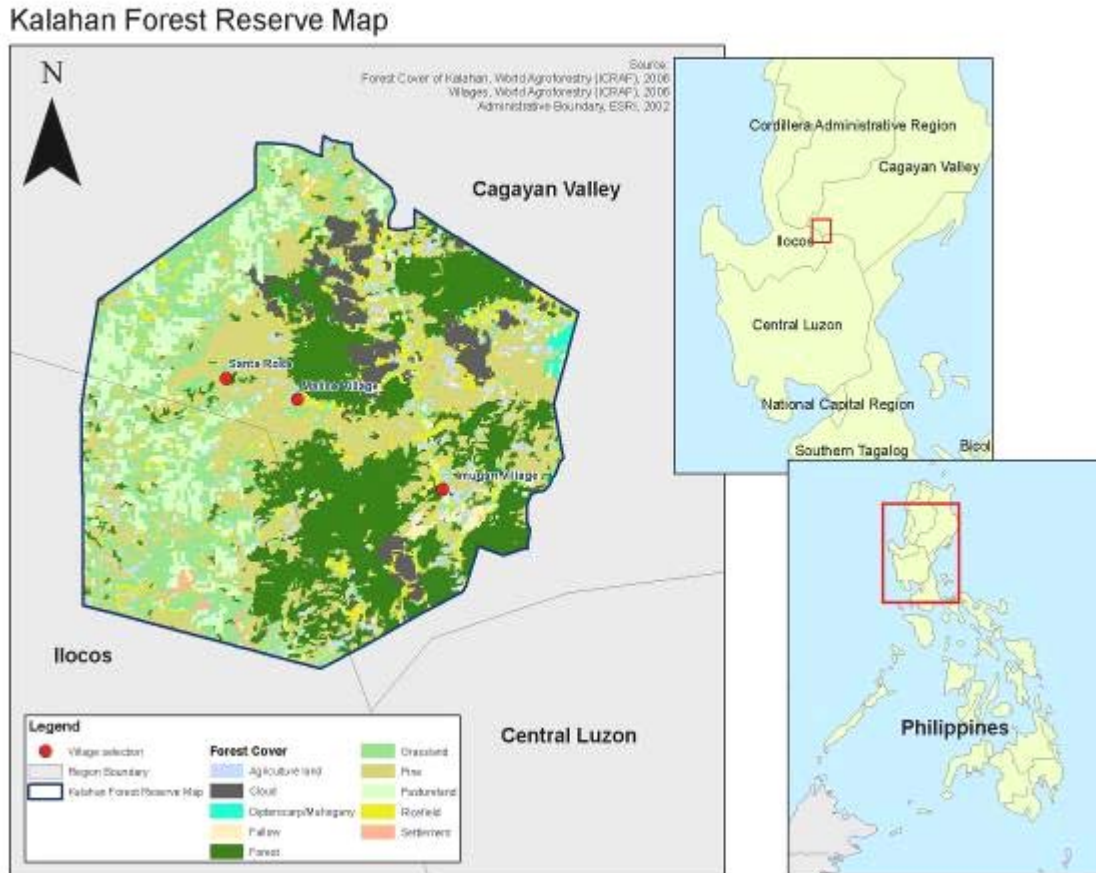 Kalahan Forest Reserve Map
N
Source:
Forest Cover of Kalahan, World Agroforestry (ICRAF), 2006
Villages, World Agroforestry (ICRAF), 2006
Administrative Boundary, ESRI, 2002
Cagayan Valley
Santa Rosa
Village
Imugan Village
Ilocos
Central Luzon
Legend
Village selection
Region Boundary
Kalahan Forest Reserve Map
Forest Cover
Agriculture land
Cloud
Dipterocarp/Mahogany
Fallow
Forest
Grassland
Pine
Pastureland
Ricefield
Settlement
Cordillera Administrative Region
Cagayan Valley
Ilocos
Central Luzon
National Capital Region
Southern Tagalog
Bicol
Philippines